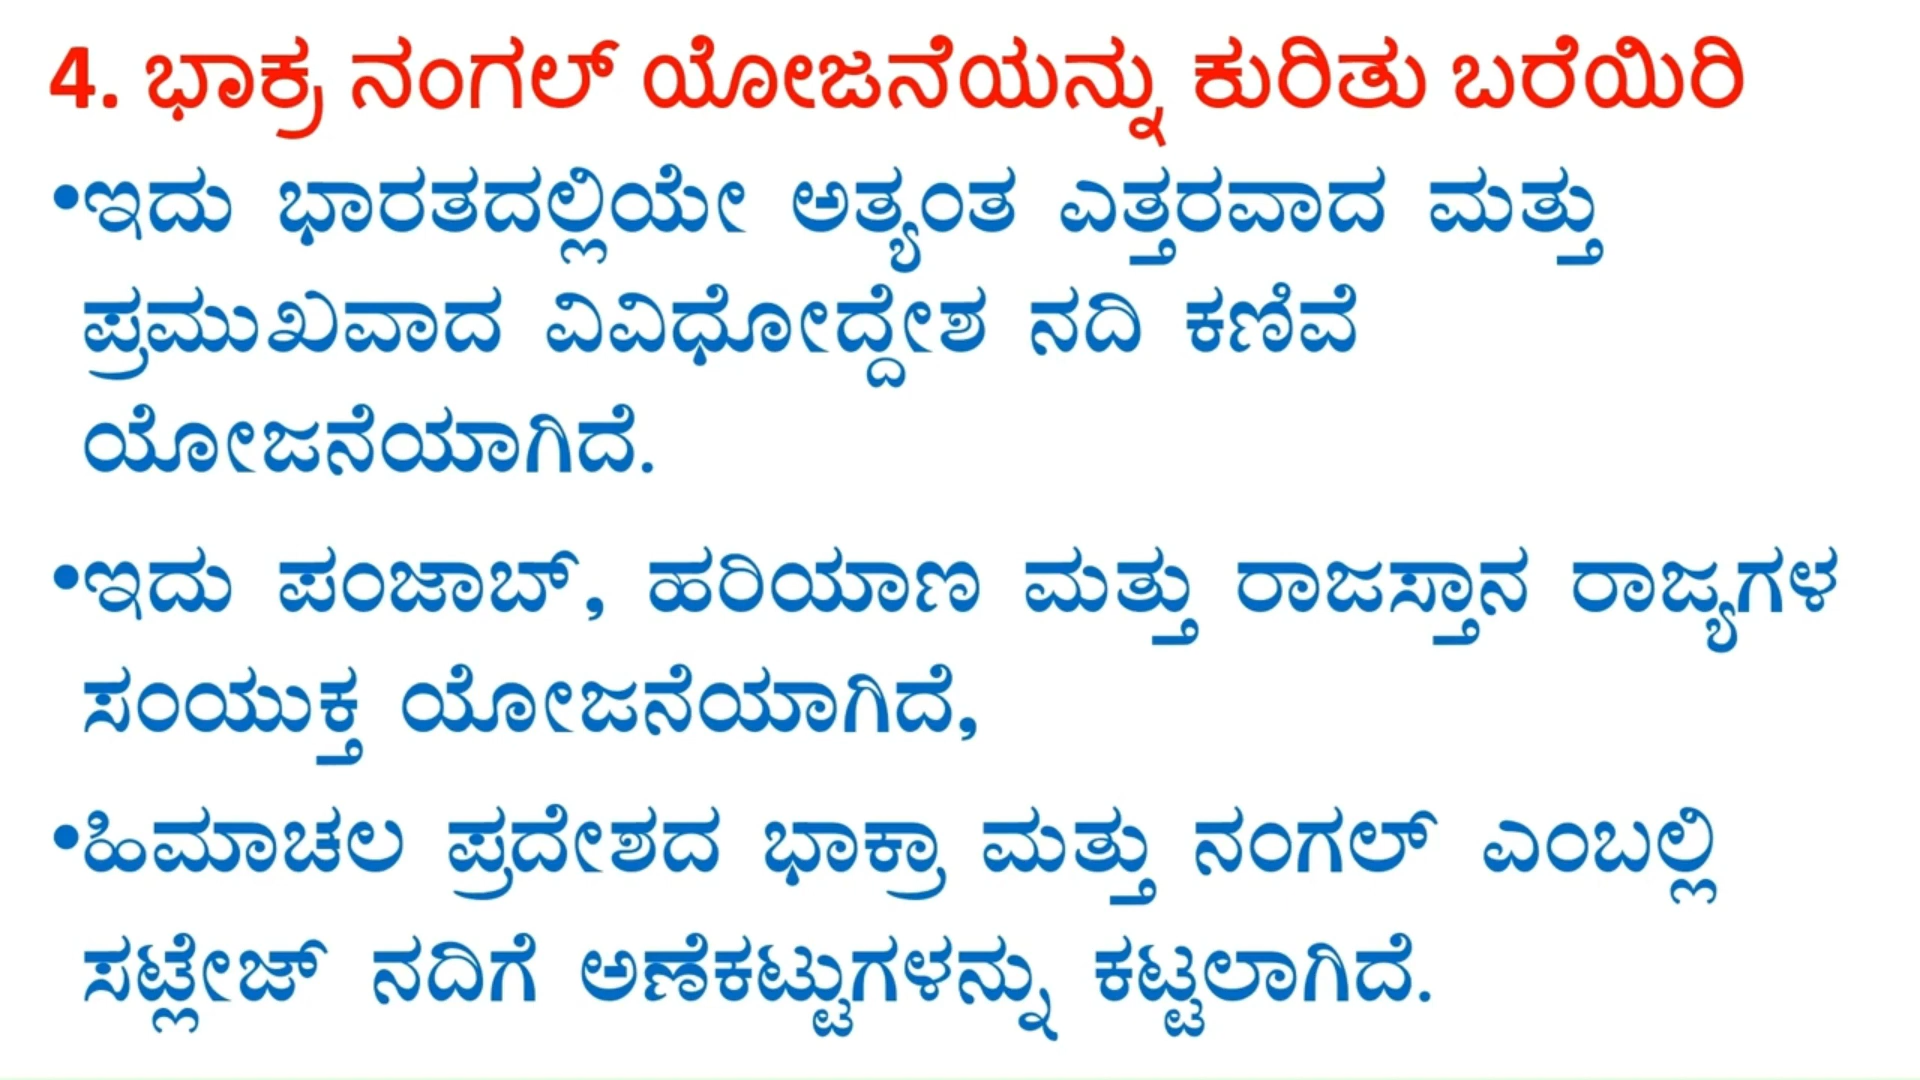 4. ಭಾಕ್ರ ನಂಗಲ್ ಯೋಜನೆಯನ್ನು ಕುರಿತು ಬರೆಯಿರಿ
•ಇದು ಭಾರತದಲ್ಲಿಯೇ ಅತ್ಯಂತ ಎತ್ತರವಾದ ಮತ್ತು
ಪ್ರಮುಖವಾದ ವಿವಿಧೋದ್ದೇಶ ನದಿ ಕಣಿವೆ
ಯೋಜನೆಯಾಗಿದೆ.
•ಇದು ಪಂಜಾಬ್, ಹರಿಯಾಣ ಮತ್ತು ರಾಜಸ್ತಾನ ರಾಜ್ಯಗಳ
ಸಂಯುಕ್ತ ಯೋಜನೆಯಾಗಿದೆ,
•ಹಿಮಾಚಲ ಪ್ರದೇಶದ ಭಾಕ್ರಾ ಮತ್ತು ನಂಗಲ್ ಎಂಬಲ್ಲಿ
ಸಟ್ಲೇಜ್ ನದಿಗೆ ಅಣೆಕಟ್ಟುಗಳನ್ನು ಕಟ್ಟಲಾಗಿದೆ.